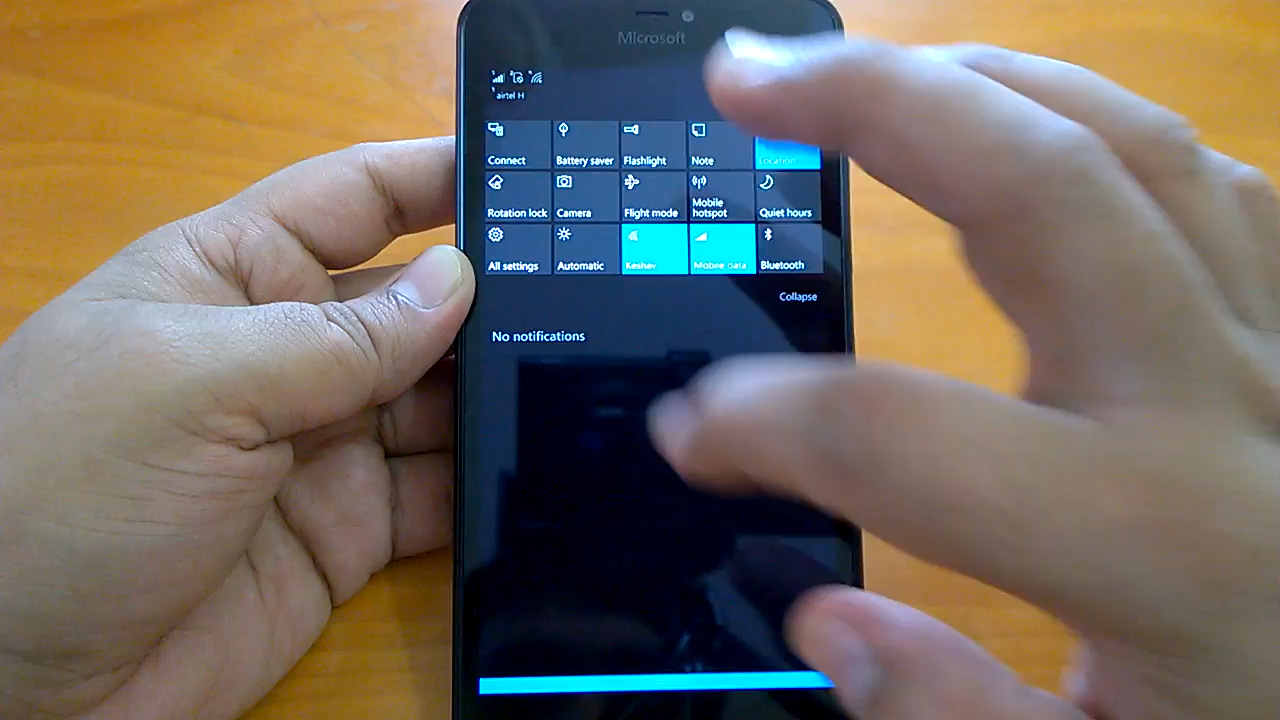 Microsoft
airtel H
Connect
Battery saver
Flashlight
Note
Location
Rotation lock
Camera
Flight mode
Mobile
hotspot
Quiet hours
All settings
Automatic
Keshav
Mobile data
Bluetooth
Collapse
No notifications